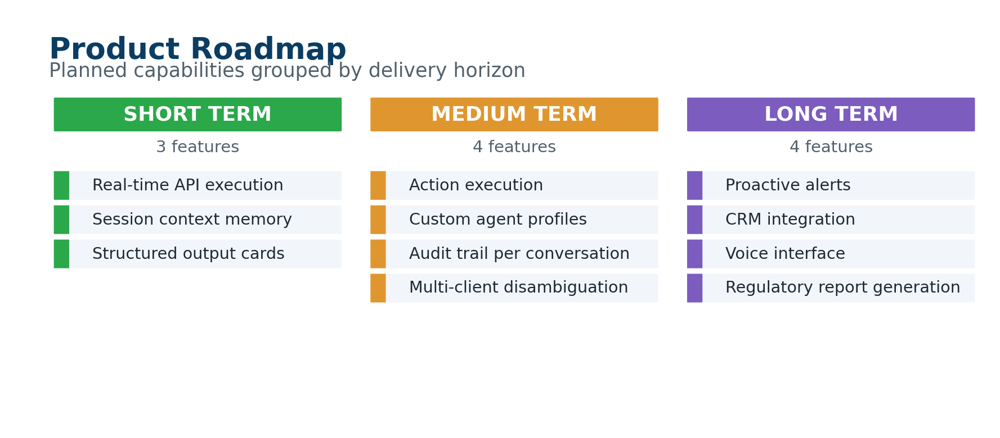 Product Roadmap
Planned capabilities grouped by delivery horizon
SHORT TERM
3 features
Real-time API execution
Session context memory
Structured output cards
MEDIUM TERM
4 features
Action execution
Custom agent profiles
Audit trail per conversation
Multi-client disambiguation
LONG TERM
4 features
Proactive alerts
CRM integration
Voice interface
Regulatory report generation